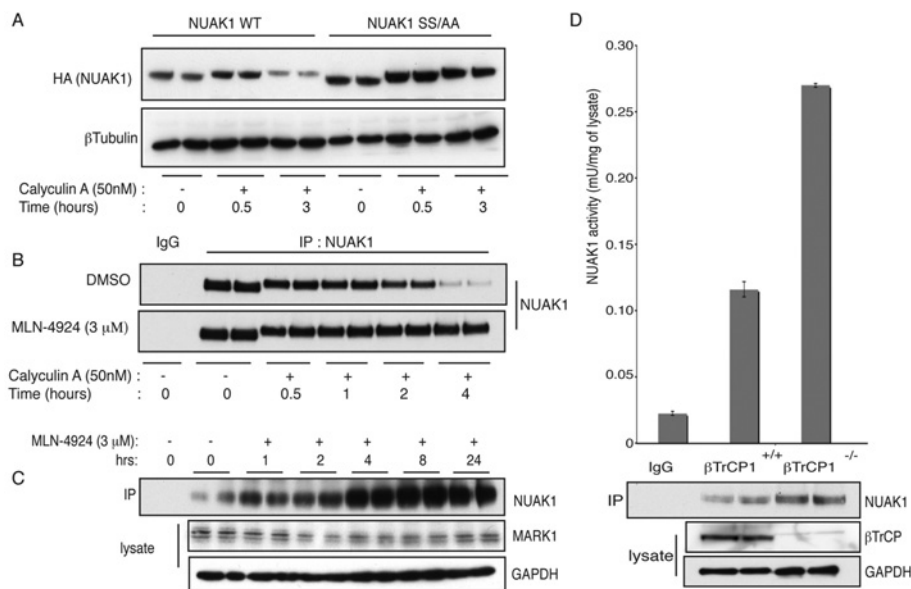 A
NUAK1 WT NUAK1 SS/AA
HA (NUAK1)
βTubulin
Calyculin A (50nM) : - + + - + +
Time (hours) : 0 0.5 3 0 0.5 3
B
IgG IP : NUAK1
DMSO
NUAK1
MLN-4924 (3 μM)
Calyculin A (50nM) : - - + + + +
Time (hours) : 0 0 0.5 1 2 4
MLN-4924 (3 μM): - - + + + + +
hrs: 0 0 1 2 4 8 24
C
IP NUAK1
MARK1
lysate
GAPDH
D
NUAK1 activity (mU/mg of lysate)
0.30
0.25
0.20
0.15
0.10
0.05
0
IgG βTrCP1 +/+ βTrCP1 -/-
IP NUAK1
βTrCP
lysate
GAPDH